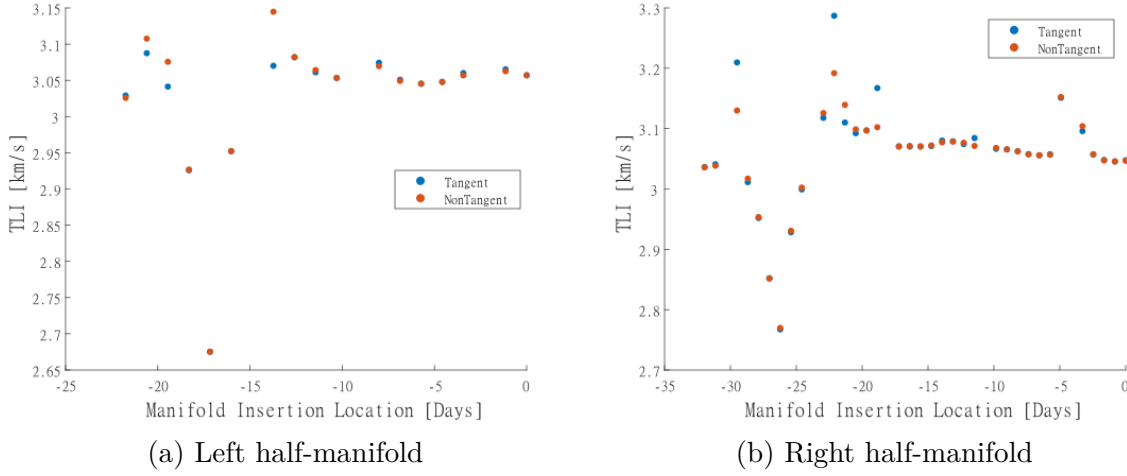 3.15
3.1
3.05
3
2.95
2.9
2.85
2.8
2.75
2.7
2.65
TLI [km/s]
Tangent
NonTangent
-25 -20 -15 -10 -5 0
Manifold Insertion Location [Days]
(a) Left half-manifold
3.3
3.2
3.1
3
2.9
2.8
2.7
TLI [km/s]
Tangent
NonTangent
-35 -30 -25 -20 -15 -10 -5 0
Manifold Insertion Location [Days]
(b) Right half-manifold